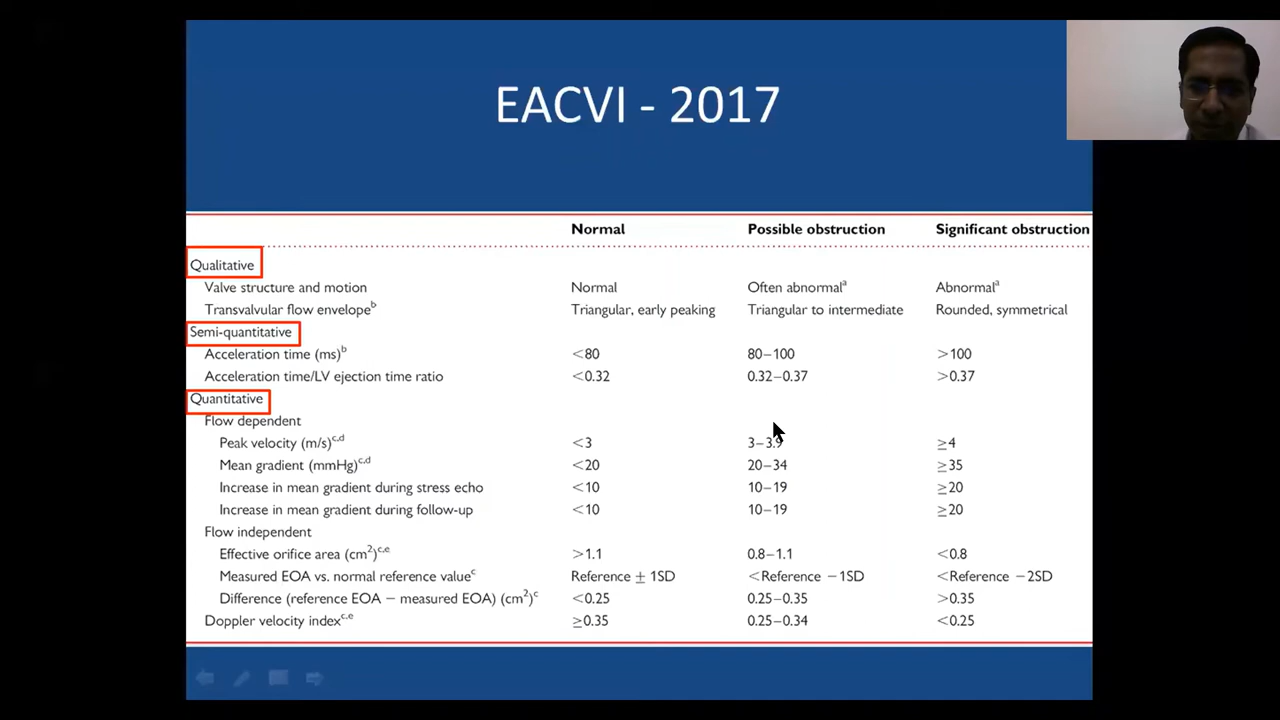 EACVI - 2017
Normal Possible obstruction Significant obstruction
Qualitative
Valve structure and motion Normal Often abnormalᵃ Abnormalᵃ
Transvalvular flow envelopeᵇ Triangular, early peaking Triangular to intermediate Rounded, symmetrical
Semi-quantitative
Acceleration time (ms)ᵇ <80 80–100 >100
Acceleration time/LV ejection time ratio <0.32 0.32–0.37 >0.37
Quantitative
Flow dependent
Peak velocity (m/s)ᶜ,ᵈ <3 3–3.9 ≥4
Mean gradient (mmHg)ᶜ,ᵈ <20 20–34 ≥35
Increase in mean gradient during stress echo <10 10–19 ≥20
Increase in mean gradient during follow-up <10 10–19 ≥20
Flow independent
Effective orifice area (cm²)ᶜ,ᵉ >1.1 0.8–1.1 <0.8
Measured EOA vs. normal reference valueᶜ Reference ± 1SD <Reference −1SD <Reference −2SD
Difference (reference EOA − measured EOA) (cm²)ᶜ <0.25 0.25–0.35 >0.35
Doppler velocity indexᶜ,ᵉ ≥0.35 0.25–0.34 <0.25